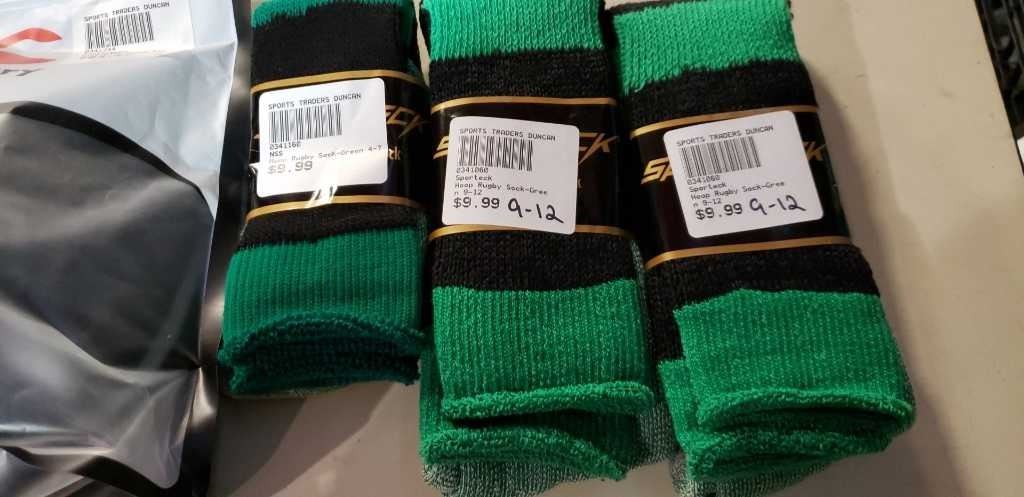 SPORTS TRADERS DUNCAN
SPORTS TRADERS DUNCAN
0341160
NSS
Hoop Rugby Sock-Green 4-7
$9.99
SPORTS TRADERS DUNCAN
0341060
Sporteck
Hoop Rugby Sock-Gree
n 9-12
$9.99 9-12
SPORTS TRADERS DUNCAN
0341060
Sporteck
Hoop Rugby Sock-Gree
n 9-12
$9.99 9-12